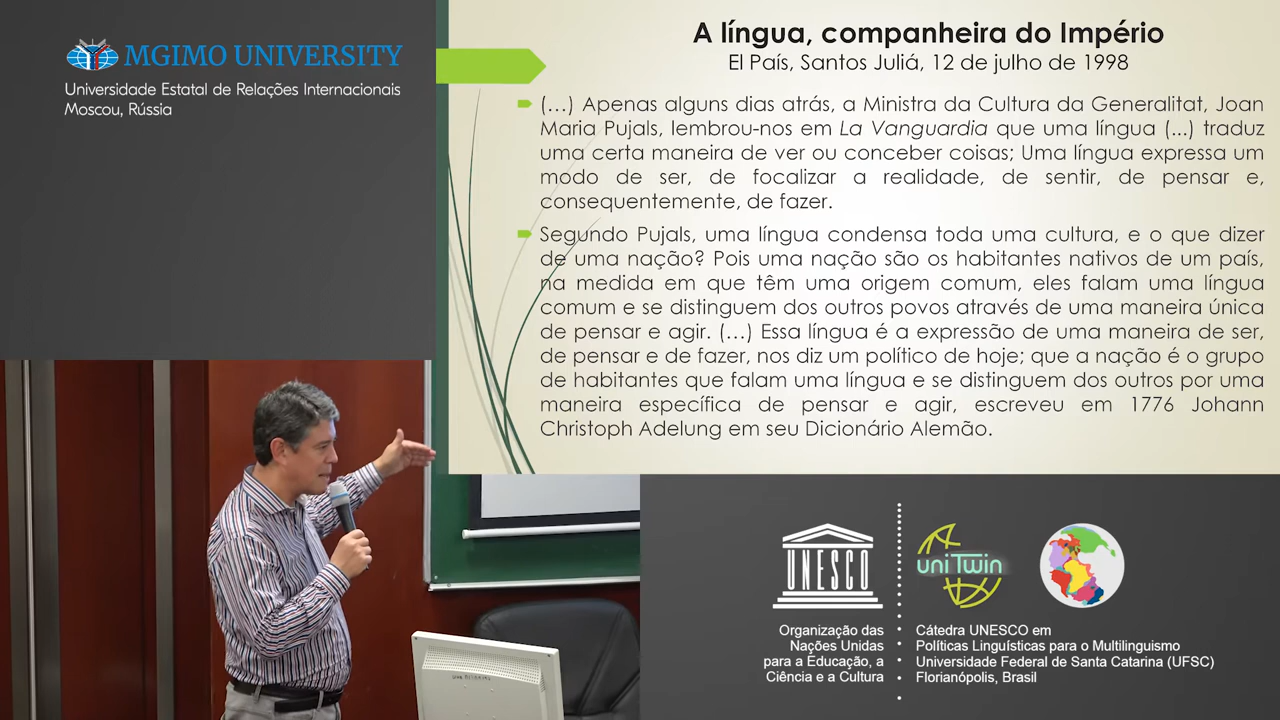 MGIMO UNIVERSITY
Universidade Estatal de Relações Internacionais
Moscou, Rússia
A língua, companheira do Império
El País, Santos Juliá, 12 de julho de 1998
(…) Apenas alguns dias atrás, a Ministra da Cultura da Generalitat, Joan
Maria Pujals, lembrou-nos em La Vanguardia que uma língua (...) traduz
uma certa maneira de ver ou conceber coisas; Uma língua expressa um
modo de ser, de focalizar a realidade, de sentir, de pensar e,
consequentemente, de fazer.
Segundo Pujals, uma língua condensa toda uma cultura, e o que dizer
de uma nação? Pois uma nação são os habitantes nativos de um país,
na medida em que têm uma origem comum, eles falam uma língua
comum e se distinguem dos outros povos através de uma maneira única
de pensar e agir. (…) Essa língua é a expressão de uma maneira de ser,
de pensar e de fazer, nos diz um político de hoje; que a nação é o grupo
de habitantes que falam uma língua e se distinguem dos outros por uma
maneira específica de pensar e agir, escreveu em 1776 Johann
Christoph Adelung em seu Dicionário Alemão.
UNESCO
Organização das
Nações Unidas
para a Educação, a
Ciência e a Cultura
uniTwin
Cátedra UNESCO em
Políticas Linguísticas para o Multilinguismo
Universidade Federal de Santa Catarina (UFSC)
Florianópolis, Brasil